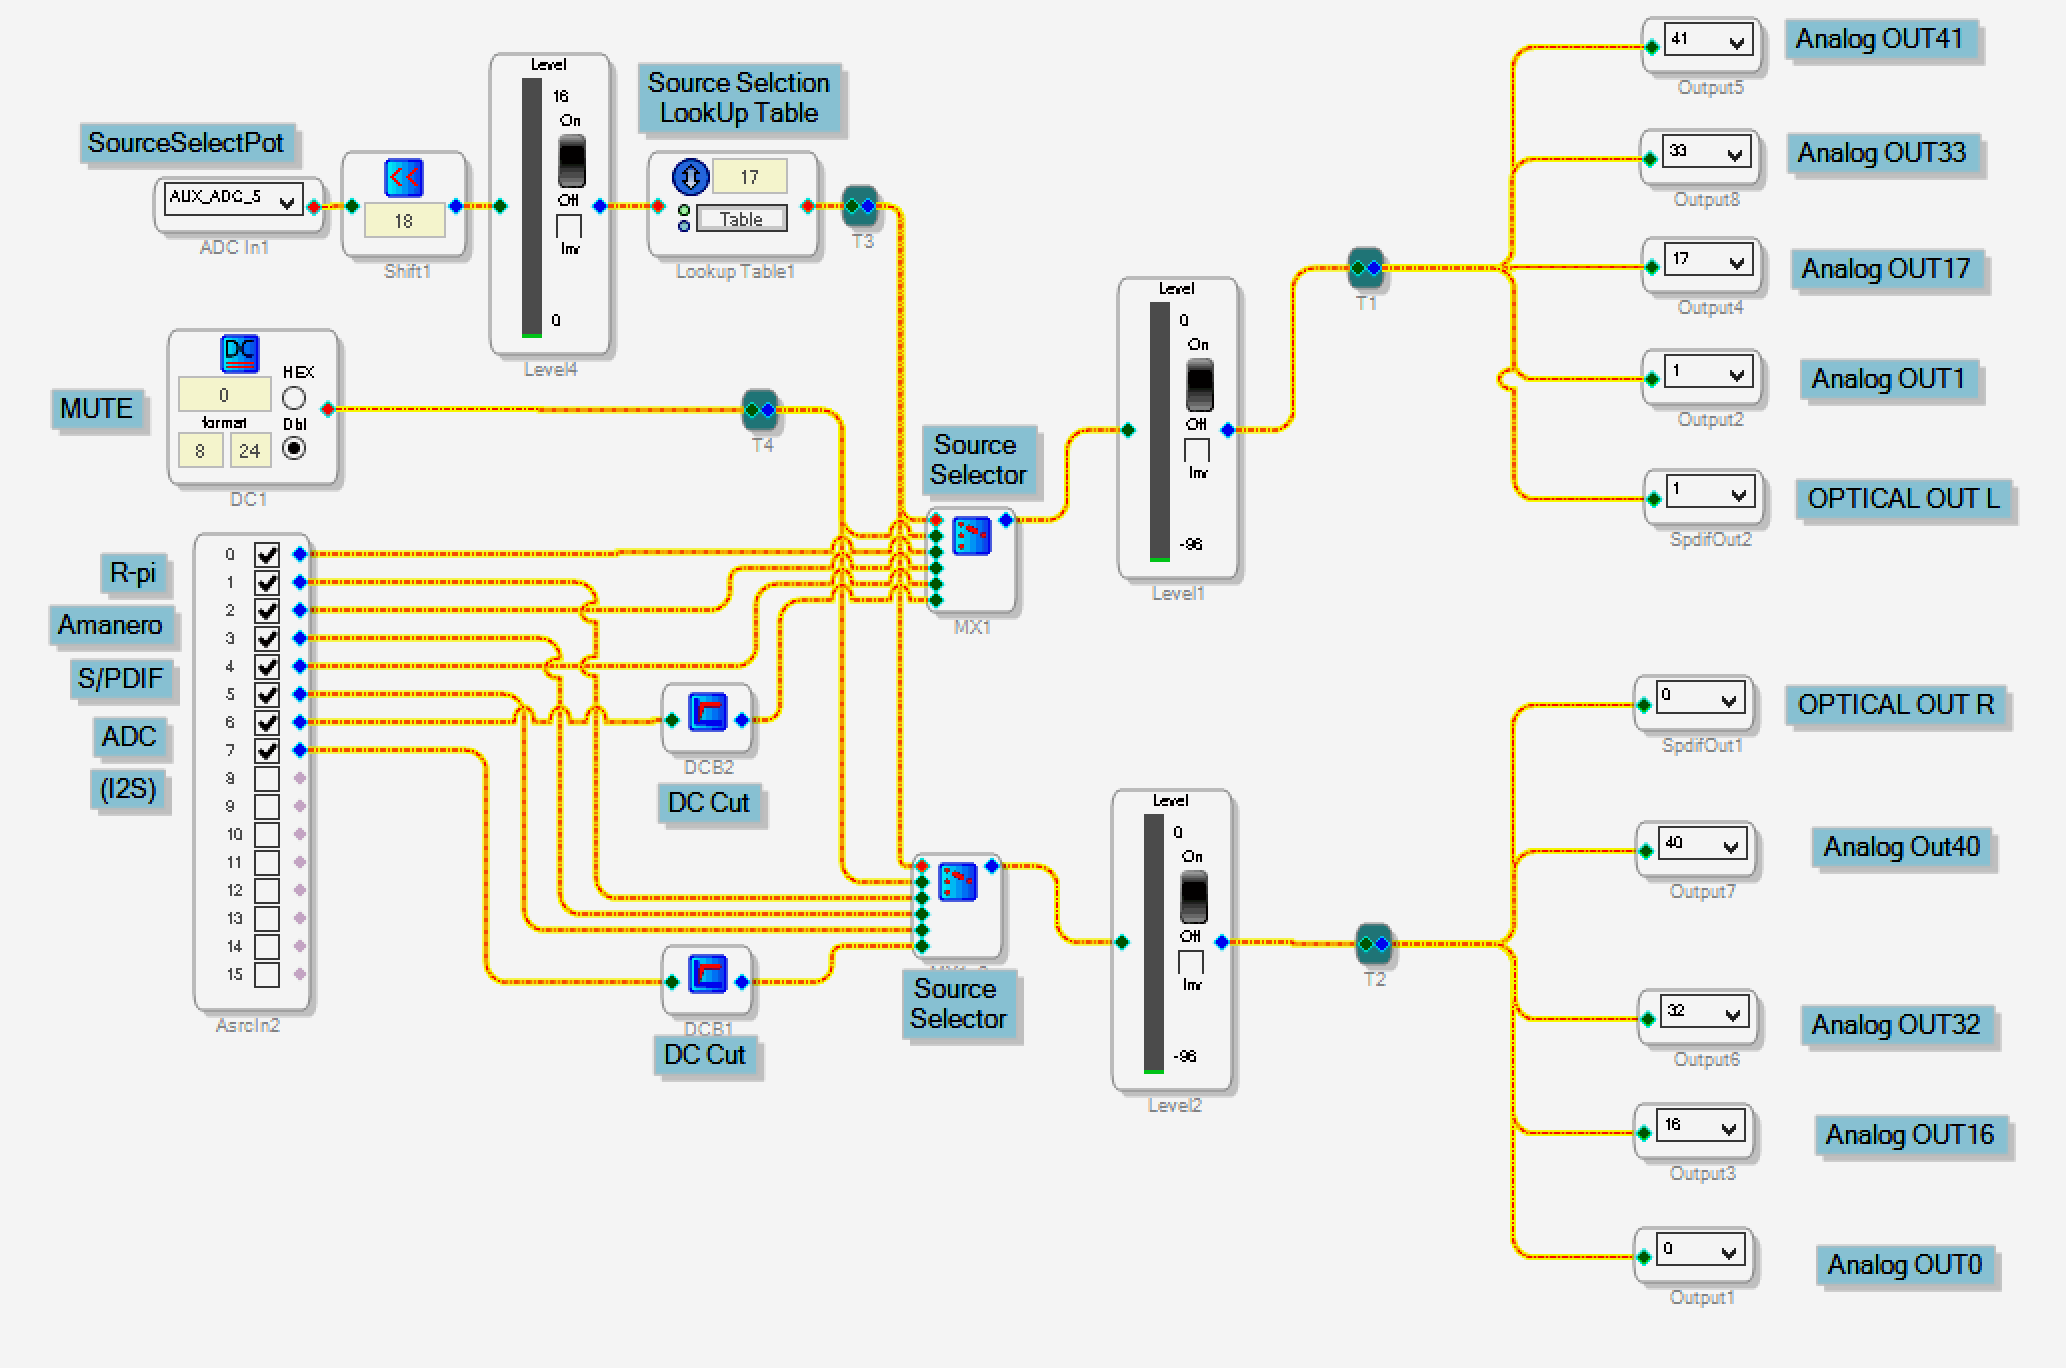 SourceSelectPot
AUX_ADC_5
ADC In1
18
Shift1
Level
16
On
Off
Inv
0
Level4
Source Selction
LookUp Table
17
Table
Lookup Table1
T3
MUTE
DC
0
HEX
format
Dbl
8
24
DC1
T4
R-pi
Amanero
S/PDIF
ADC
(I2S)
0
1
2
3
4
5
6
7
8
9
10
11
12
13
14
15
AsrcIn2
DCB2
DC Cut
DCB1
DC Cut
Source
Selector
MX1
Source
Selector
Level
0
On
Off
Inv
-96
Level1
Level
0
On
Off
Inv
-96
Level2
T1
T2
41
Output5
Analog OUT41
33
Output8
Analog OUT33
17
Output4
Analog OUT17
1
Output2
Analog OUT1
1
SpdifOut2
OPTICAL OUT L
0
SpdifOut1
OPTICAL OUT R
40
Output7
Analog Out40
32
Output6
Analog OUT32
16
Output3
Analog OUT16
0
Output1
Analog OUT0